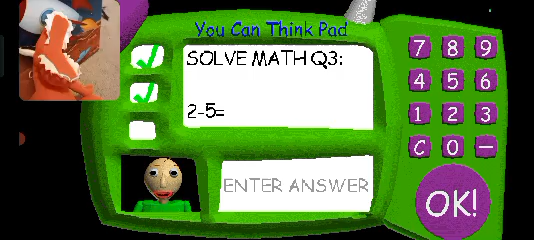 You Can Think Pad
SOLVE MATH Q3:
2-5=
ENTER ANSWER
7 8 9
4 5 6
1 2 3
C 0 -
OK!